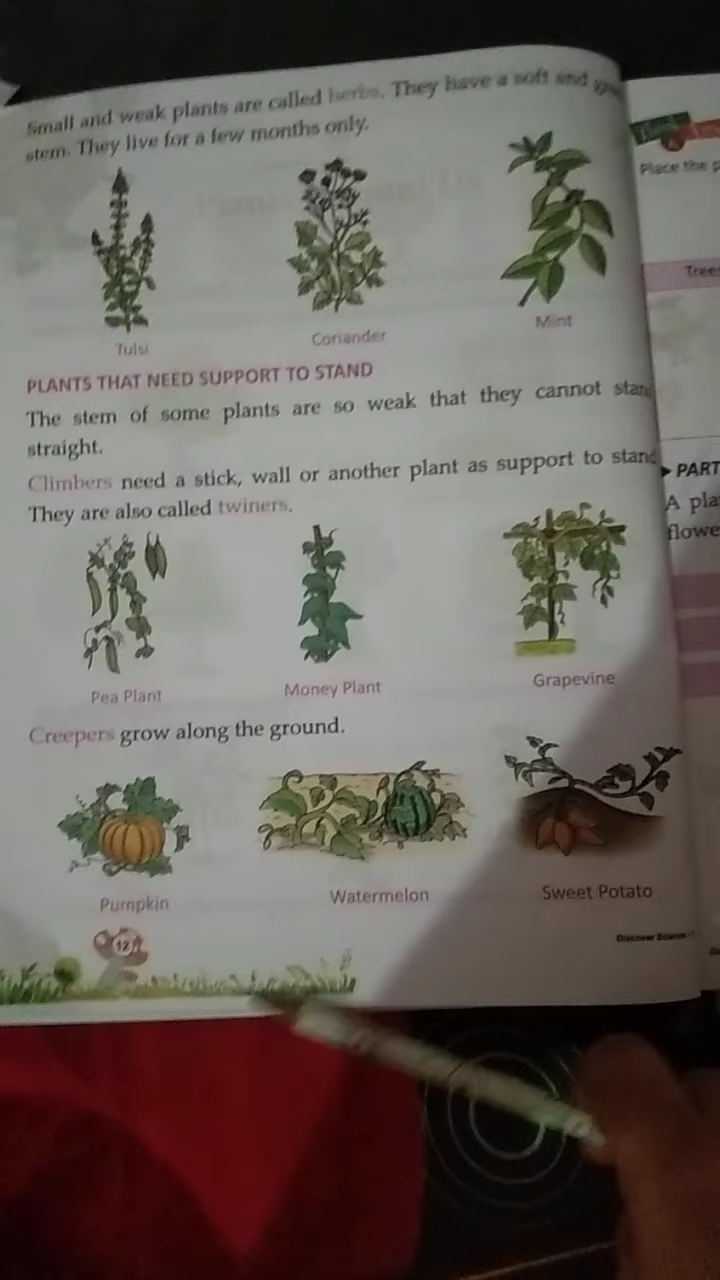 Small and weak plants are called herbs. They have a soft and
stem. They live for a few months only.
Tulsi
Coriander
Mint
PLANTS THAT NEED SUPPORT TO STAND
The stem of some plants are so weak that they cannot stan
straight.
Climbers need a stick, wall or another plant as support to stand
They are also called twiners.
Pea Plant
Money Plant
Grapevine
Creepers grow along the ground.
Pumpkin
Watermelon
Sweet Potato
12
Discover Science-1
Place the p
Trees
PART
A pla
flowe